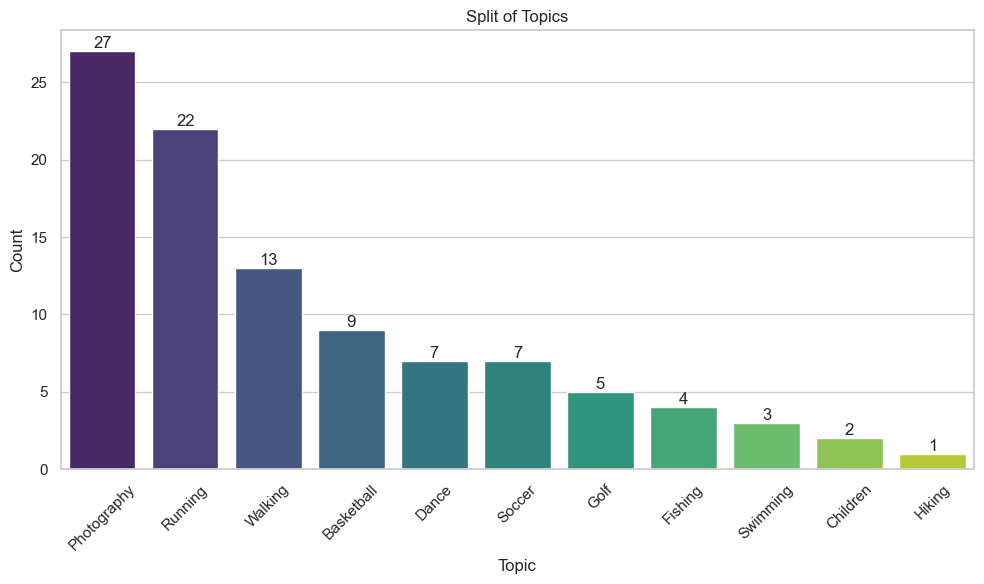 Split of Topics
27
22
13
9
7
7
5
4
3
2
1
25
20
15
10
5
0
Count
Photography
Running
Walking
Basketball
Dance
Soccer
Golf
Fishing
Swimming
Children
Hiking
Topic